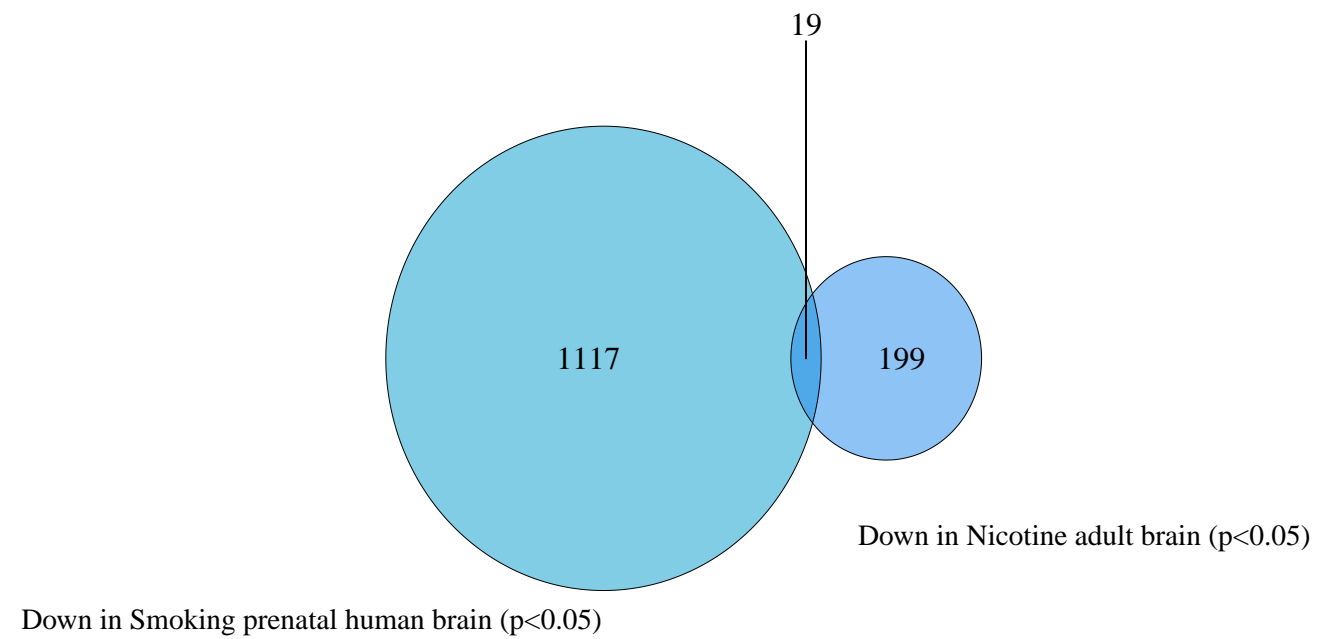 19
1117
199
Down in Nicotine adult brain (p<0.05)
Down in Smoking prenatal human brain (p<0.05)